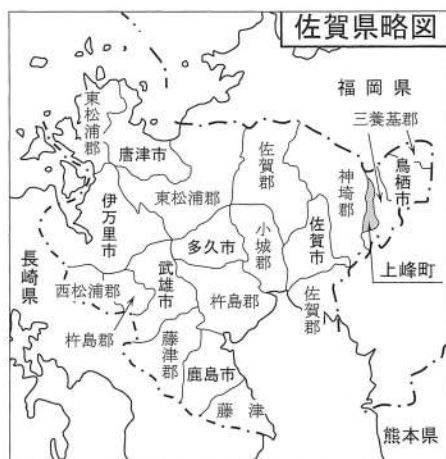 佐賀県略図
福岡県
三養基郡
鳥栖市
神埼郡
東松浦郡
唐津市
佐賀郡
東松浦郡
伊万里市
多久市
小城郡
佐賀市
上峰町
長崎県
西松浦郡
武雄市
杵島郡
佐賀郡
杵島郡
藤津郡
鹿島市
藤津
熊本県